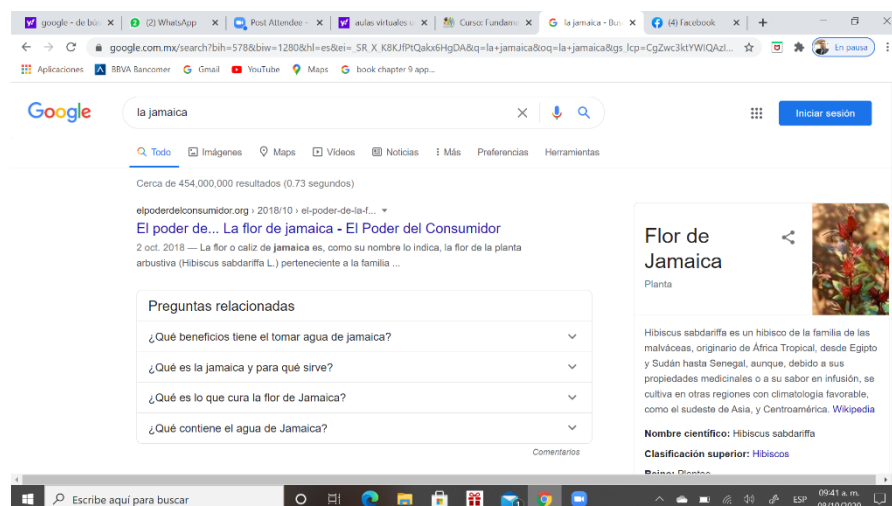 google - de bús
(2) WhatsApp
Post Attendee -
aulas virtuales u
Curso: Fundame
la jamaica - Bus
(4) Facebook
google.com.mx/search?bih=578&biw=1280&hl=es&ei=_SR_X_K8KJfPtQakx6HgDA&q=la+jamaica&oq=la+jamaica&gs_lcp=CgZwc3ktYWIQAzI...
En pausa
Aplicaciones BBVA Bancomer Gmail YouTube Maps book chapter 9 app...
Google
la jamaica
Iniciar sesión
Todo Imágenes Maps Vídeos Noticias Más Preferencias Herramientas
Cerca de 454,000,000 resultados (0.73 segundos)
elpoderdelconsumidor.org › 2018/10 › el-poder-de-la-f...
El poder de... La flor de jamaica - El Poder del Consumidor
2 oct. 2018 — La flor o caliz de jamaica es, como su nombre lo indica, la flor de la planta
arbustiva (Hibiscus sabdariffa L.) perteneciente a la familia ...
Preguntas relacionadas
¿Qué beneficios tiene el tomar agua de jamaica?
¿Qué es la jamaica y para qué sirve?
¿Qué es lo que cura la flor de Jamaica?
¿Qué contiene el agua de Jamaica?
Comentarios
Flor de
Jamaica
Planta
Hibiscus sabdariffa es un hibisco de la familia de las
malváceas, originario de África Tropical, desde Egipto
y Sudán hasta Senegal, aunque, debido a sus
propiedades medicinales o a su sabor en infusión, se
cultiva en otras regiones con climatología favorable,
como el sudeste de Asia, y Centroamérica. Wikipedia
Nombre científico: Hibiscus sabdariffa
Clasificación superior: Hibiscos
Reino: Plantae
Escribe aquí para buscar
ESP
09:41 a. m.
08/10/2020